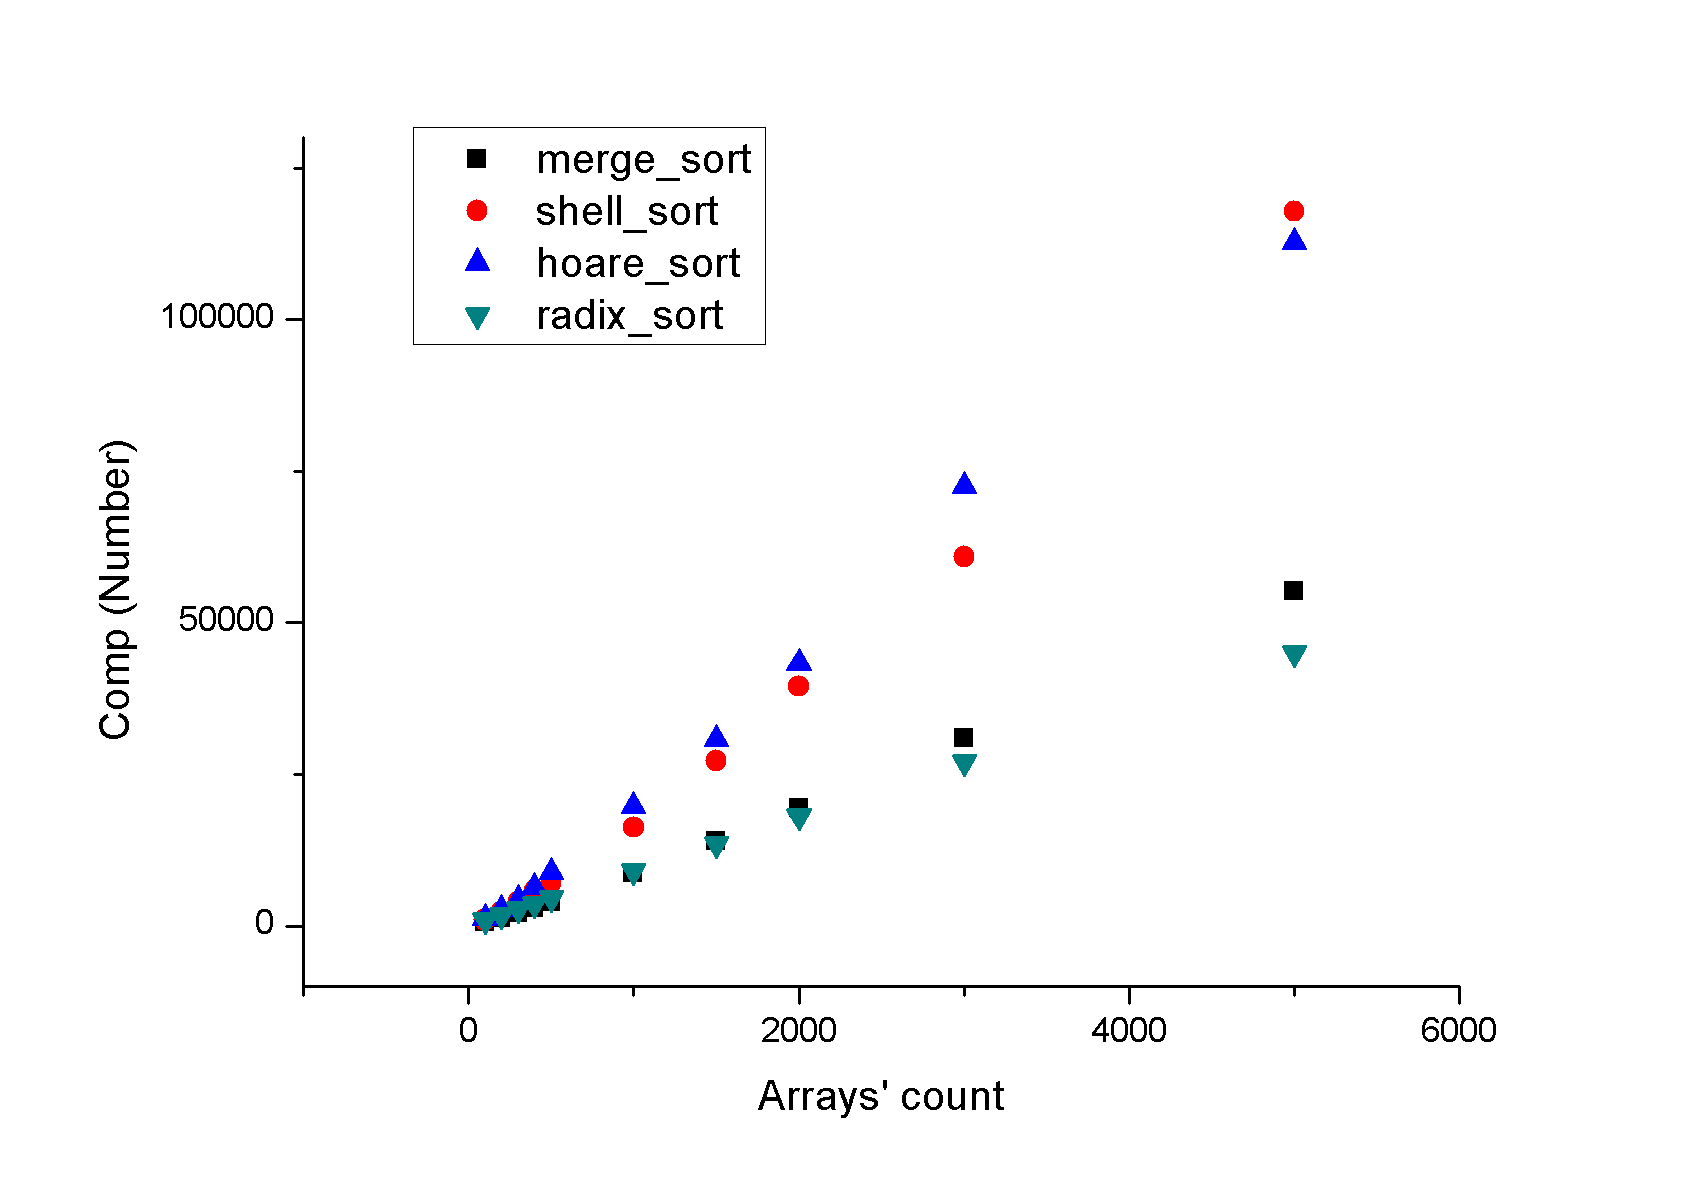 merge_sort
shell_sort
hoare_sort
radix_sort
100000
50000
0
Comp (Number)
0 2000 4000 6000
Arrays' count